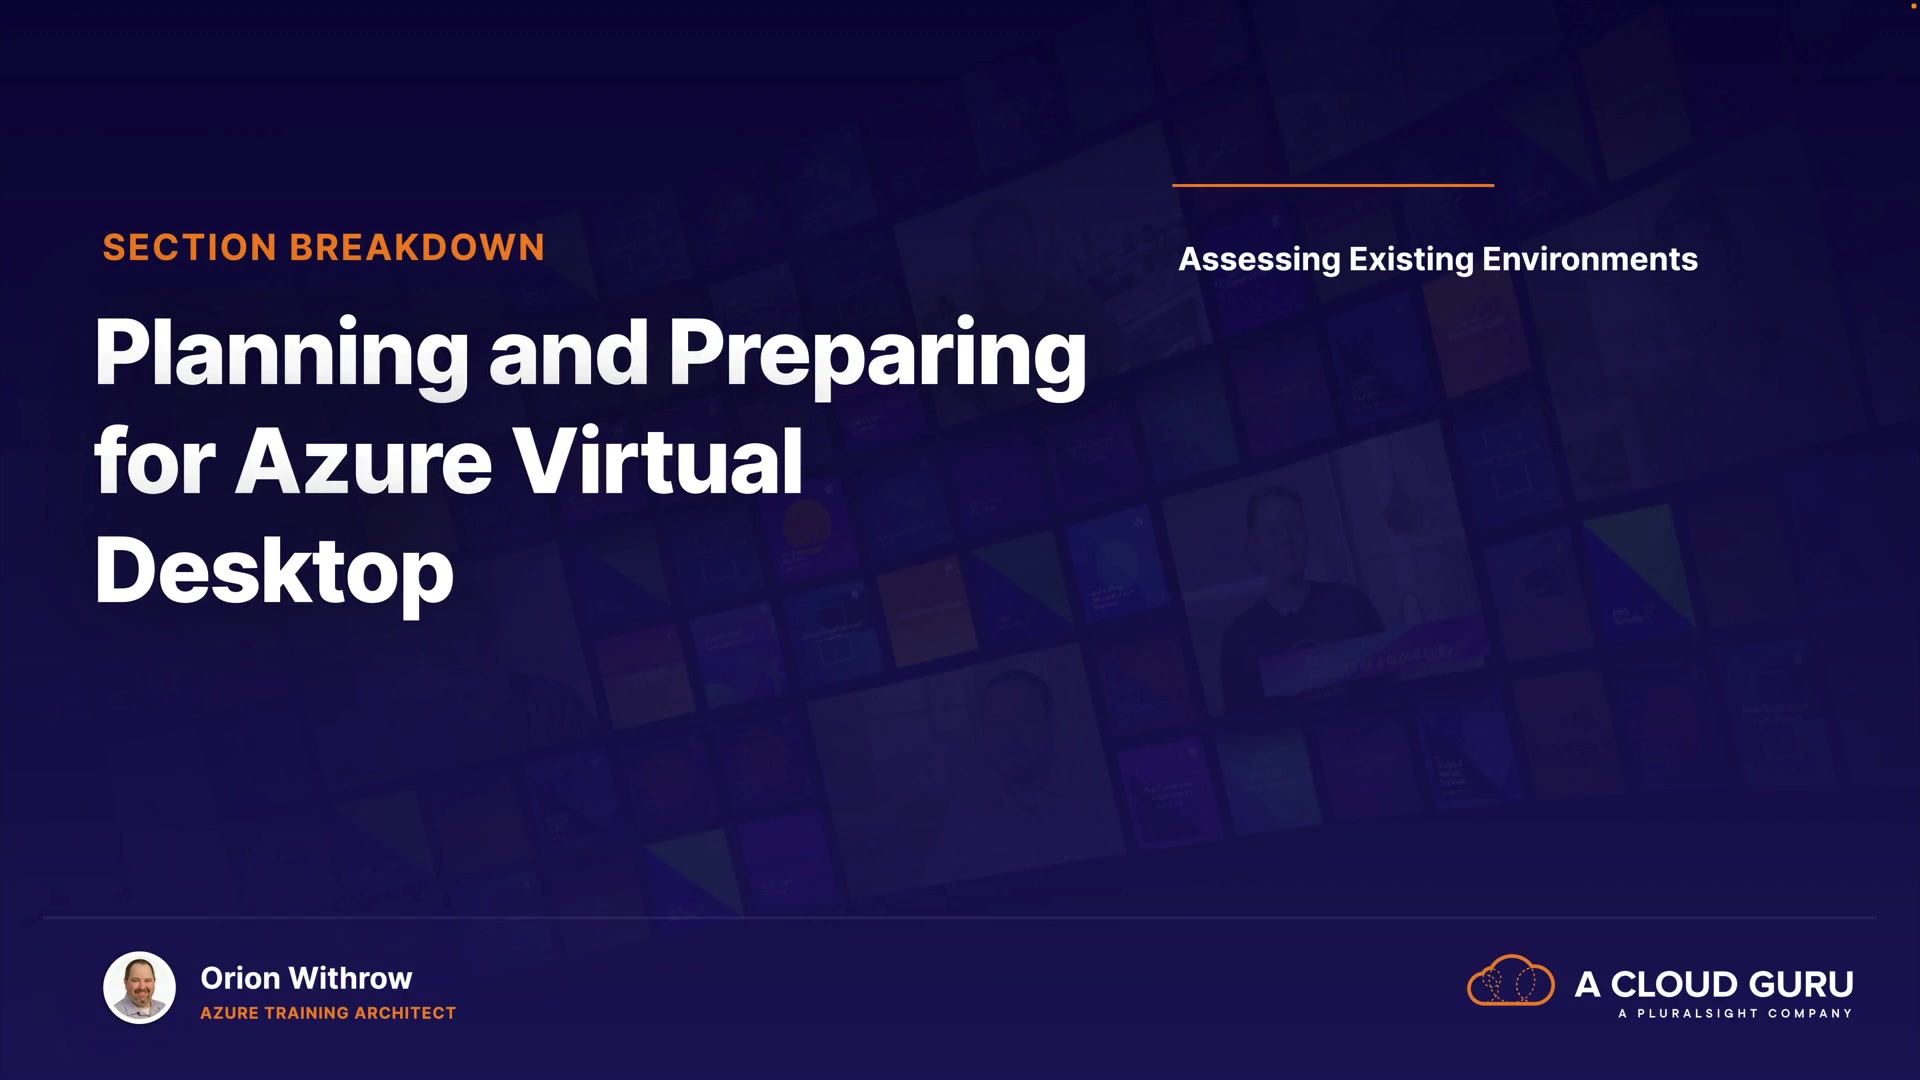 SECTION BREAKDOWN
Planning and Preparing
for Azure Virtual
Desktop
Assessing Existing Environments
Orion Withrow
AZURE TRAINING ARCHITECT
A CLOUD GURU
A PLURALSIGHT COMPANY